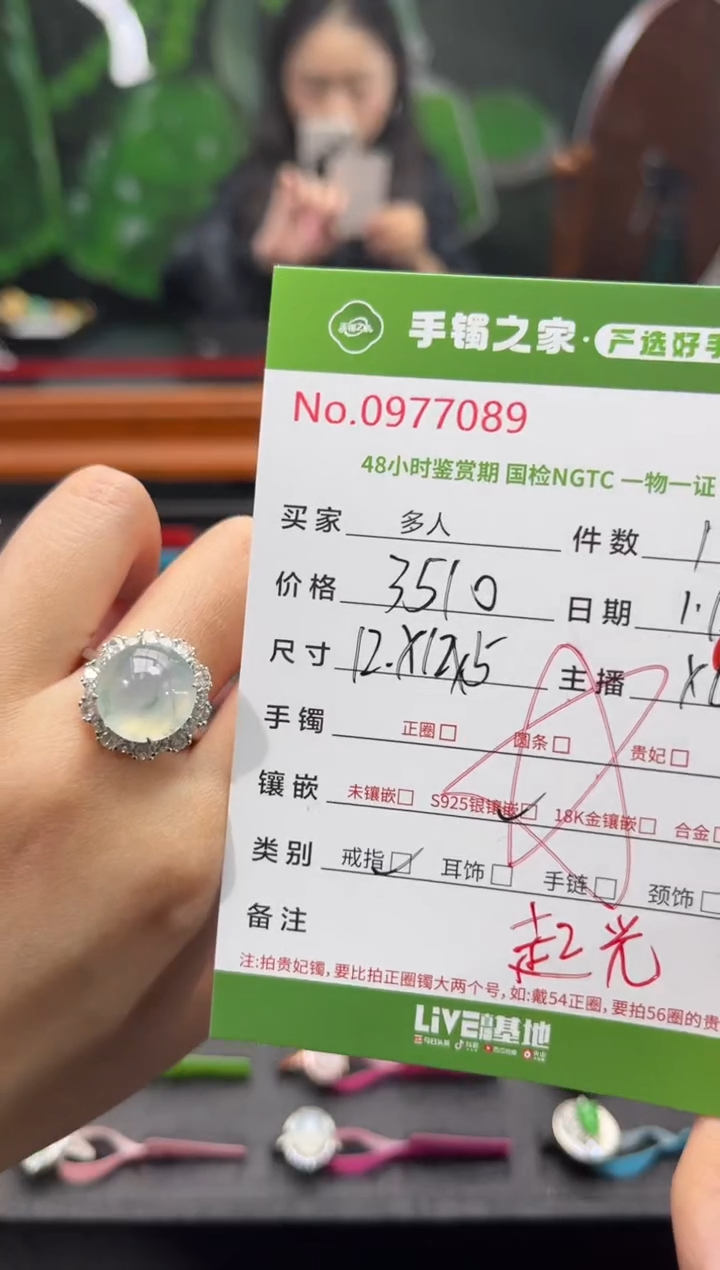 手镯之家·严选好手
No.0977089
48小时鉴赏期 国检NGTC 一物一证
买家 多人 件数 1
价格 3510 日期 1.1
尺寸 12.X12X5 主播
手镯 正圈 圆条 贵妃
镶嵌 未镶嵌 S925银镶嵌 18K金镶嵌 合金
类别 戒指 耳饰 手链 颈饰
备注 起光
注:拍贵妃镯,要比拍正圈镯大两个号,如:戴54正圈,要拍56圈的贵
LiVE直播基地